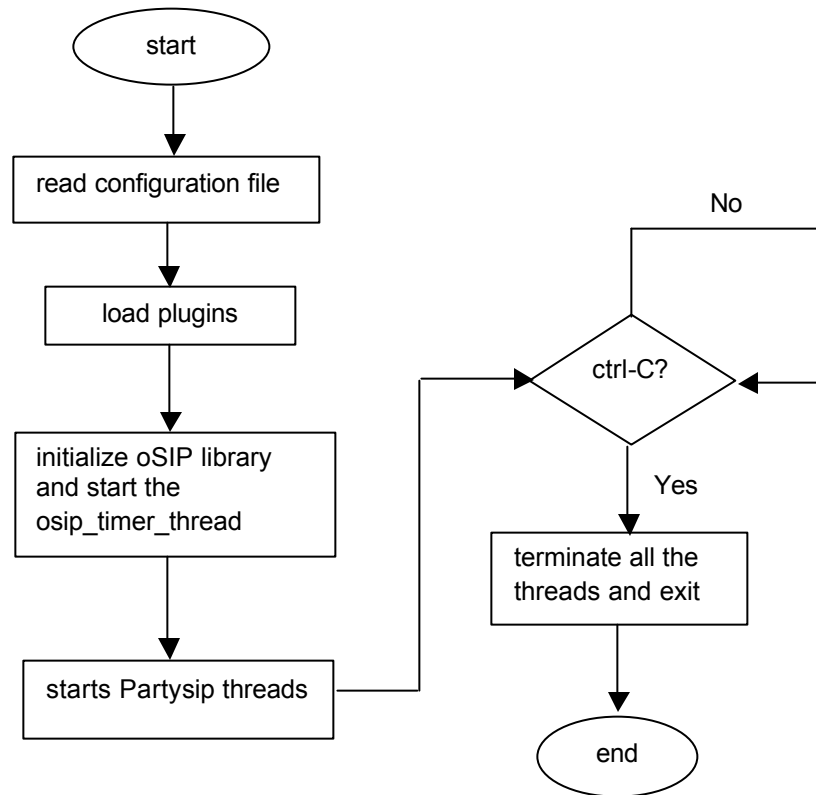 start
read configuration file
load plugins
initialize oSIP library
and start the
osip_timer_thread
starts Partysip threads
No
ctrl-C?
Yes
terminate all the
threads and exit
end